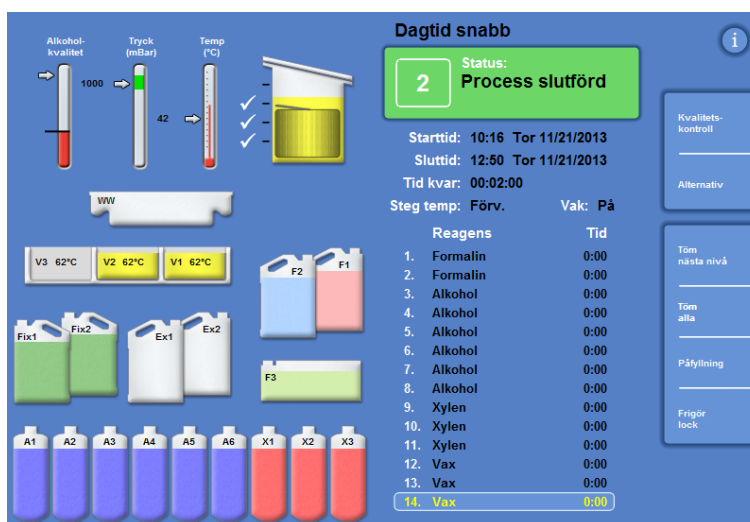 Alkohol-
kvalitet
Tryck
(mBar)
Temp
(°C)
1000
42
WW
V3 62°C
V2 62°C
V1 62°C
F2
F1
Fix1
Fix2
Ex1
Ex2
F3
A1
A2
A3
A4
A5
A6
X1
X2
X3
Dagtid snabb
2
Status:
Process slutförd
Starttid: 10:16 Tor 11/21/2013
Sluttid: 12:50 Tor 11/21/2013
Tid kvar: 00:02:00
Steg temp: Förv. Vak: På
Reagens Tid
1. Formalin 0:00
2. Formalin 0:00
3. Alkohol 0:00
4. Alkohol 0:00
5. Alkohol 0:00
6. Alkohol 0:00
7. Alkohol 0:00
8. Alkohol 0:00
9. Xylen 0:00
10. Xylen 0:00
11. Xylen 0:00
12. Vax 0:00
13. Vax 0:00
14. Vax 0:00
i
Kvalitets-
kontroll
Alternativ
Töm
nästa nivå
Töm
alla
Påfyllning
Frigör
lock